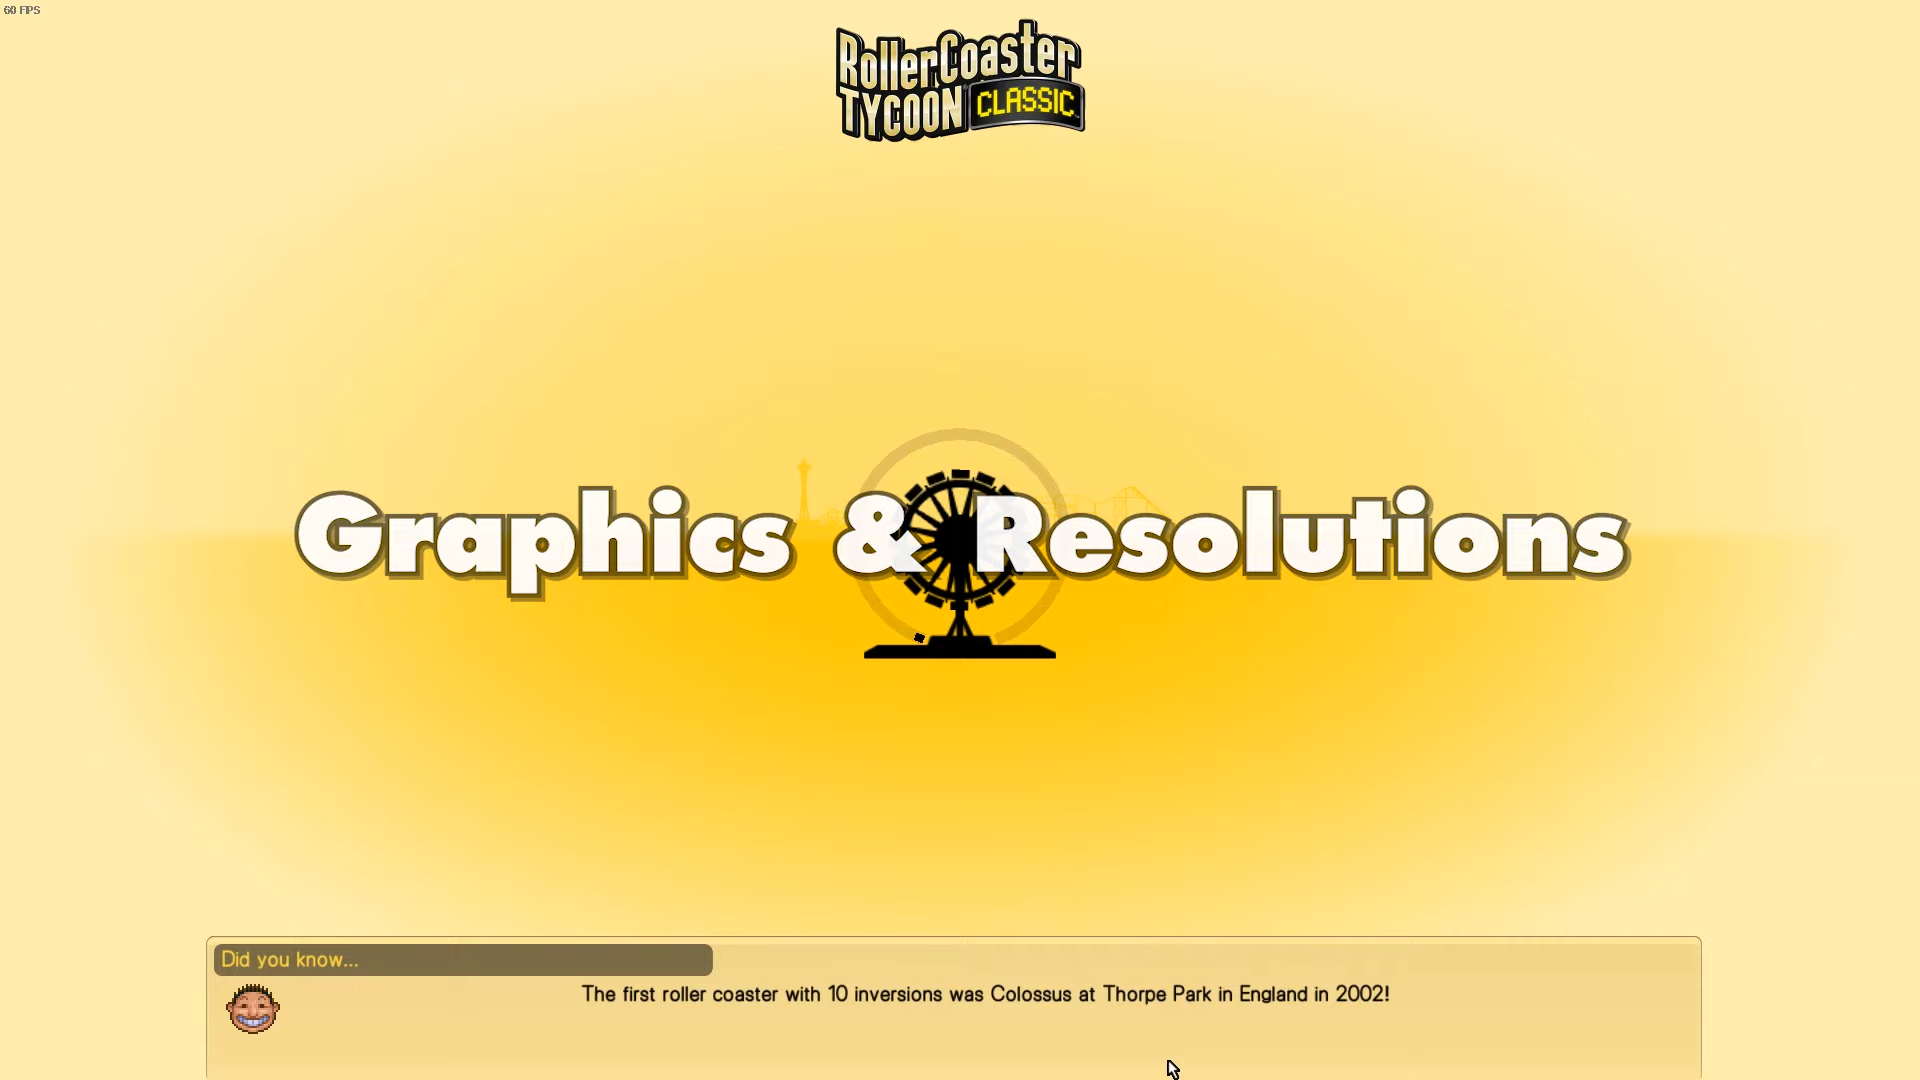 60 FPS
RollerCoaster
TYCOON CLASSIC
Graphics & Resolutions
Did you know...
The first roller coaster with 10 inversions was Colossus at Thorpe Park in England in 2002!